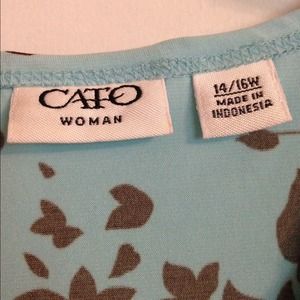 CATO
WOMAN
14/16W
MADE IN
INDONESIA